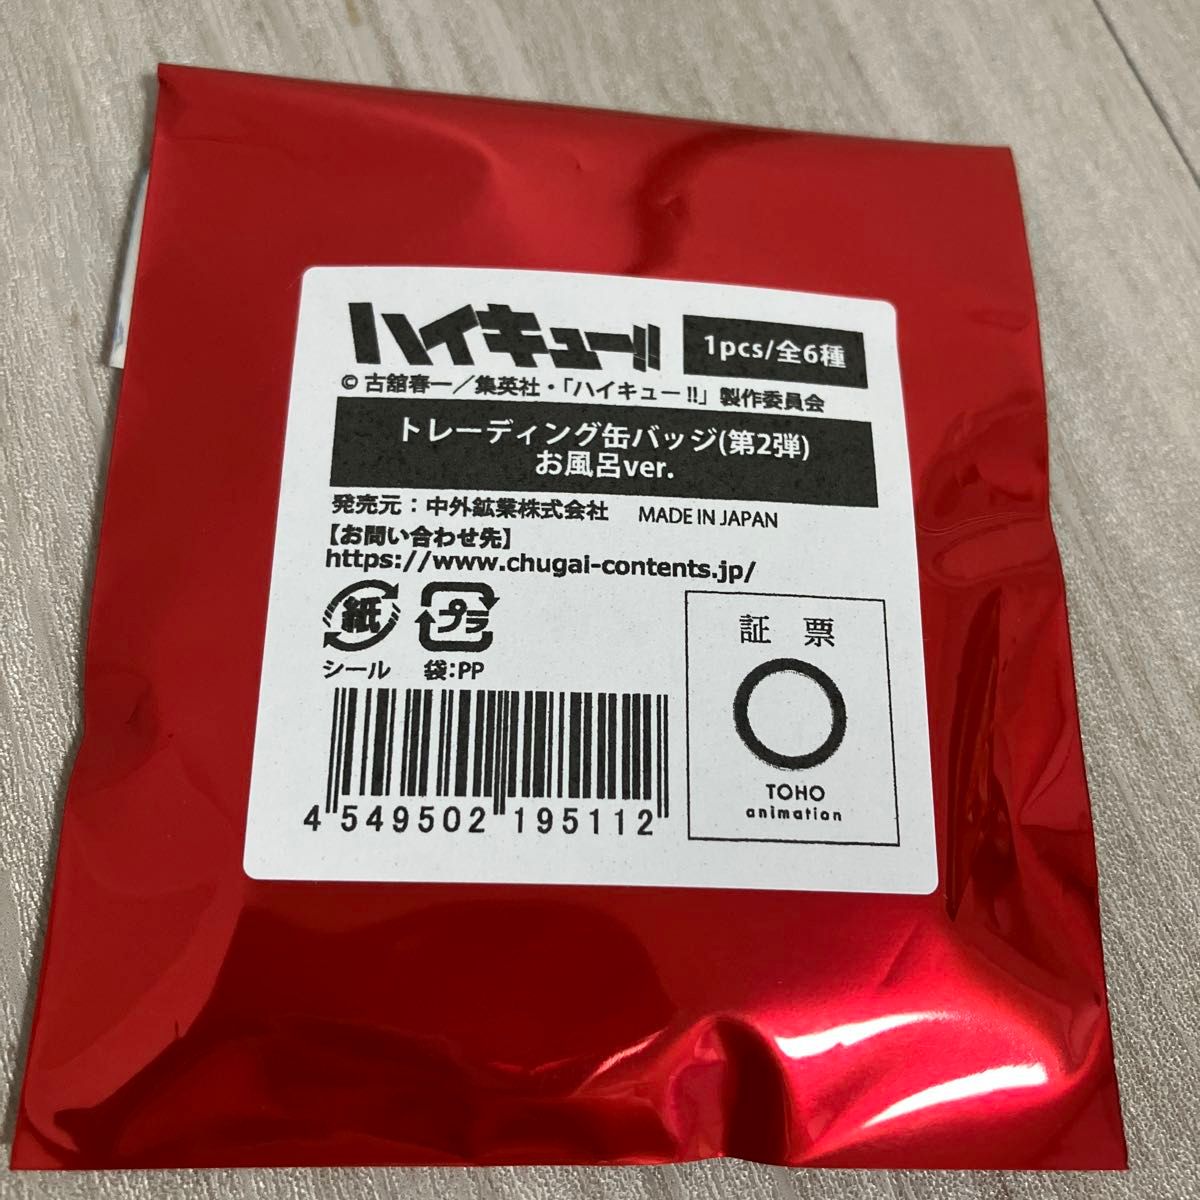 ハイキュー!!
1pcs/全6種
© 古舘春一／集英社・「ハイキュー!!」製作委員会
トレーディング缶バッジ(第2弾)
お風呂ver.
発売元：中外鉱業株式会社 MADE IN JAPAN
【お問い合わせ先】
https://www.chugai-contents.jp/
紙 プラ
シール 袋:PP
4 549502 195112
証 票
TOHO
animation